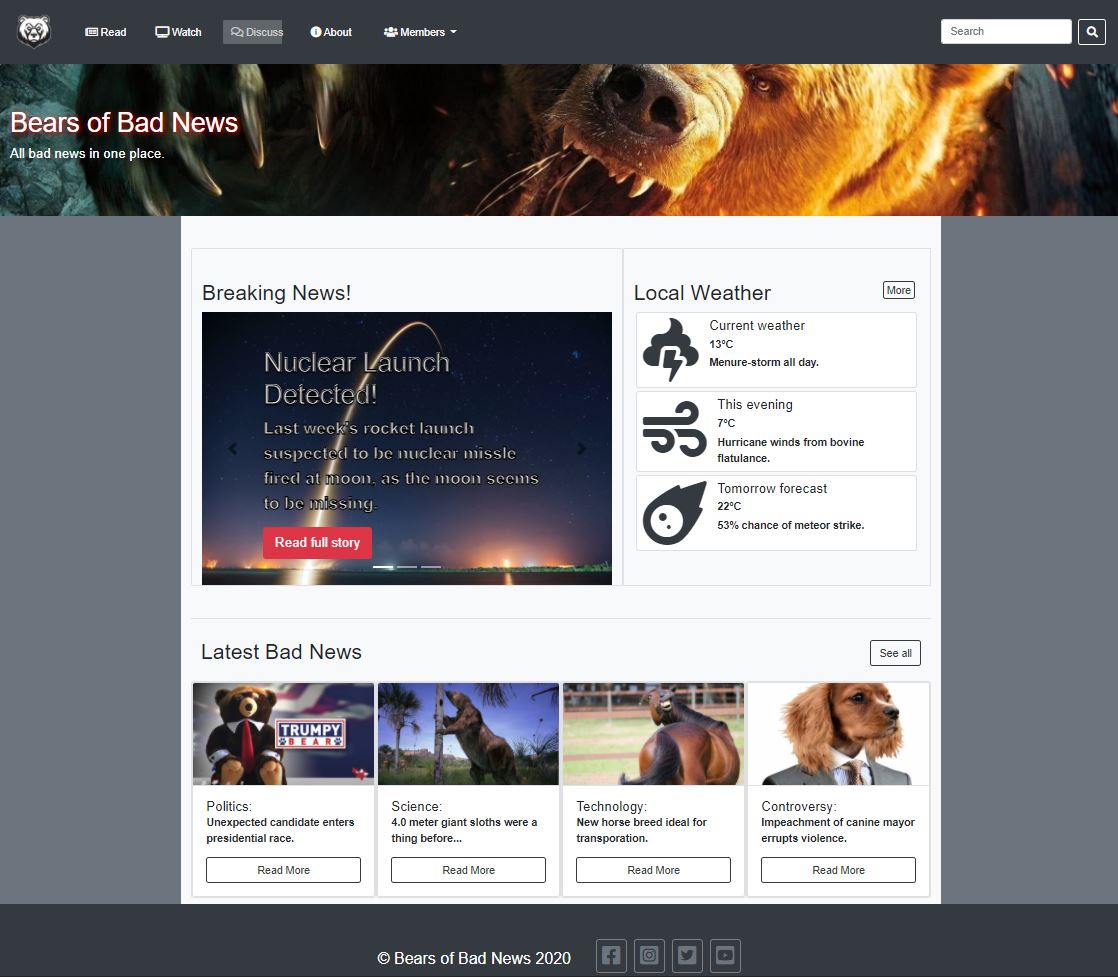 Read
Watch
Discuss
About
Members
Search
Bears of Bad News
All bad news in one place.
Breaking News!
Nuclear Launch
Detected!
Last week's rocket launch
suspected to be nuclear missle
fired at moon, as the moon seems
to be missing.
Read full story
Local Weather
More
Current weather
13°C
Menure-storm all day.
This evening
7°C
Hurricane winds from bovine
flatulance.
Tomorrow forecast
22°C
53% chance of meteor strike.
Latest Bad News
See all
TRUMPY
BEAR
Politics:
Unexpected candidate enters
presidential race.
Read More
Science:
4.0 meter giant sloths were a
thing before...
Read More
Technology:
New horse breed ideal for
transporation.
Read More
Controversy:
Impeachment of canine mayor
errupts violence.
Read More
© Bears of Bad News 2020